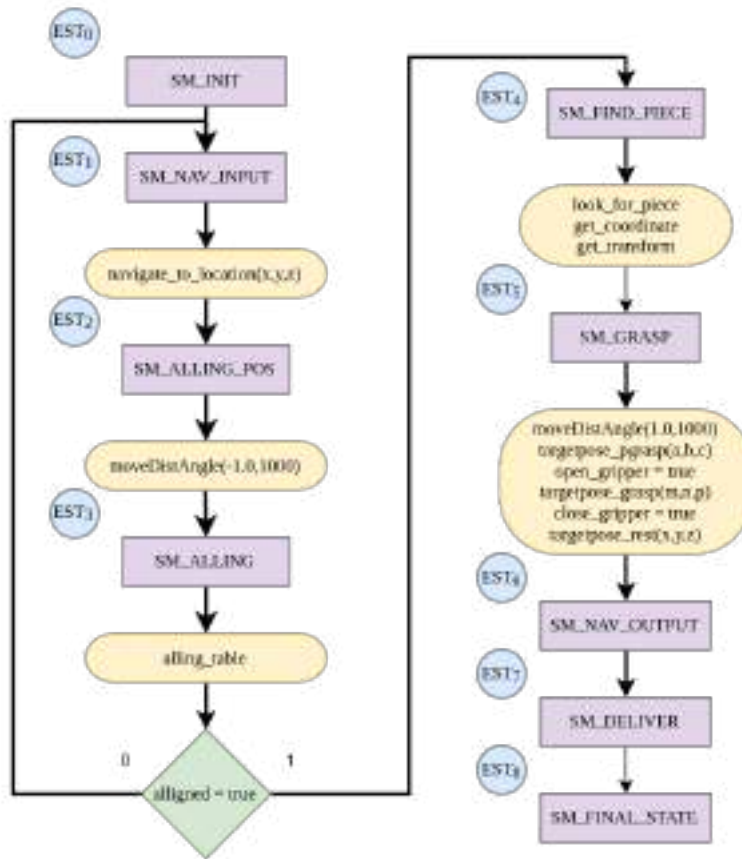 EST0
SM_INIT
EST1
SM_NAV_INPUT
navigate_to_location(x,y,z)
EST2
SM_ALLING_POS
moveDistAngle(-1.0,1000)
EST3
SM_ALLING
alling_table
0
1
alligned = true
EST4
SM_FIND_PIECE
look_for_piece
get_coordinate
get_transform
EST5
SM_GRASP
moveDistAngle(1.0,1000)
targetpose_pgrasp(a,b,c)
open_gripper = true
targetpose_grasp(m,n,p)
close_gripper = true
targetpose_rest(x,y,z)
EST6
SM_NAV_OUTPUT
EST7
SM_DELIVER
EST8
SM_FINAL_STATE